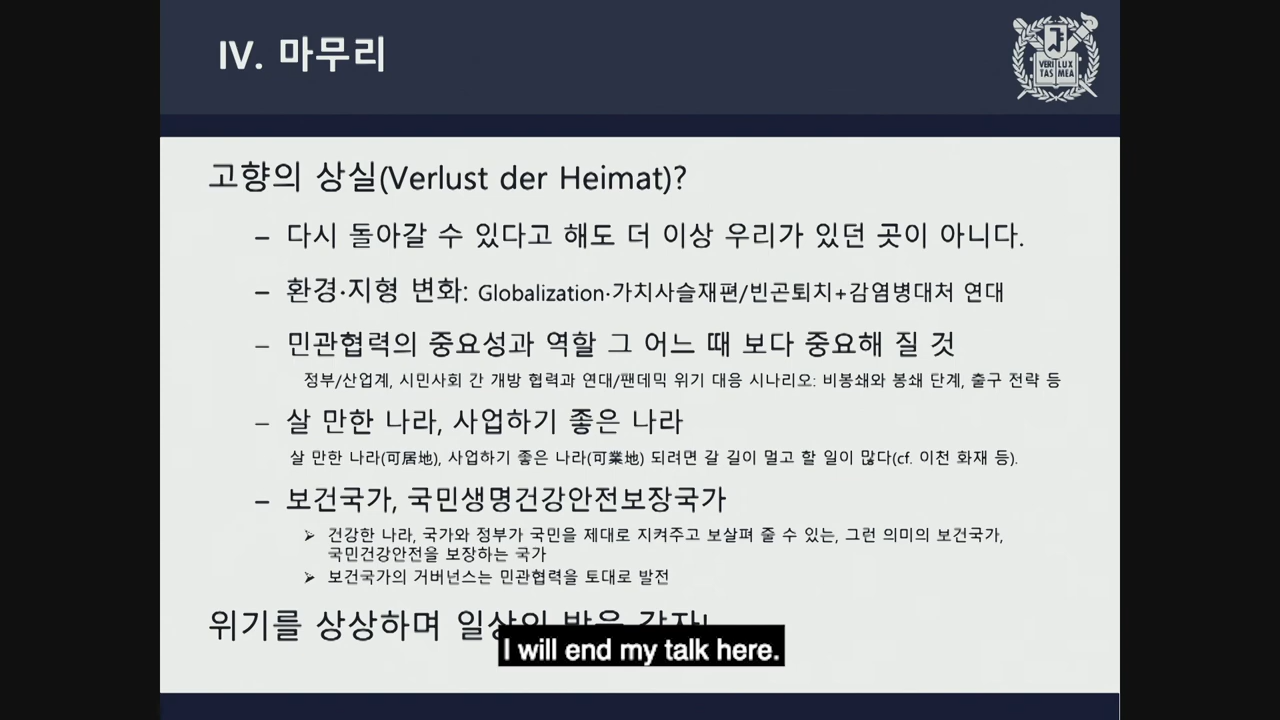 IV. 마무리
VERI LUX
TAS MEA
고향의 상실(Verlust der Heimat)?
– 다시 돌아갈 수 있다고 해도 더 이상 우리가 있던 곳이 아니다.
– 환경·지형 변화: Globalization·가치사슬재편/빈곤퇴치+감염병대처 연대
– 민관협력의 중요성과 역할 그 어느 때 보다 중요해 질 것
정부/산업계, 시민사회 간 개방 협력과 연대/팬데믹 위기 대응 시나리오: 비봉쇄와 봉쇄 단계, 출구 전략 등
– 살 만한 나라, 사업하기 좋은 나라
살 만한 나라(可居地), 사업하기 좋은 나라(可業地) 되려면 갈 길이 멀고 할 일이 많다(cf. 이천 화재 등).
– 보건국가, 국민생명건강안전보장국가
➢ 건강한 나라, 국가와 정부가 국민을 제대로 지켜주고 보살펴 줄 수 있는, 그런 의미의 보건국가,
국민건강안전을 보장하는 국가
➢ 보건국가의 거버넌스는 민관협력을 토대로 발전
위기를 상상하며
I will end my talk here.